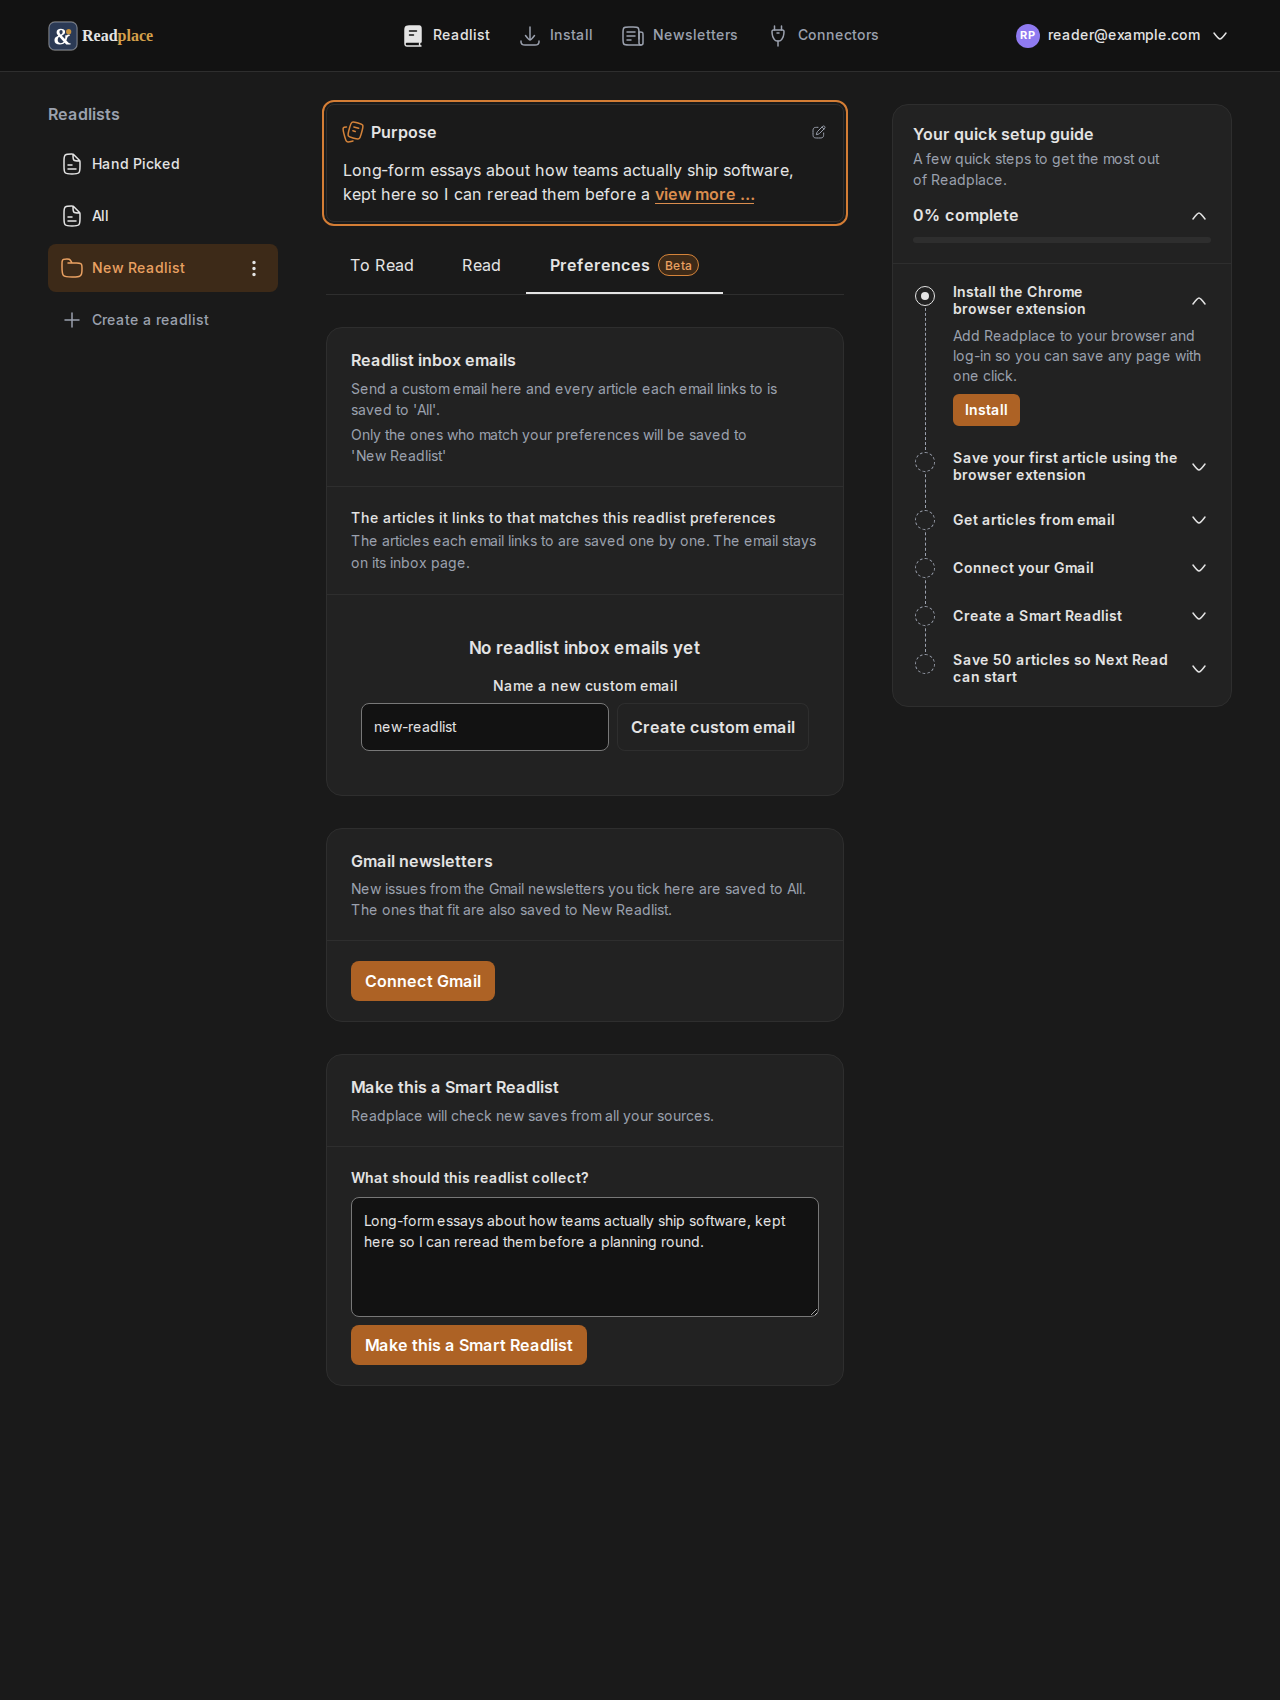 & Readplace
Readlist
Install
Newsletters
Connectors
RP reader@example.com
Readlists
Hand Picked
All
New Readlist
Create a readlist
Purpose
Long-form essays about how teams actually ship software,
kept here so I can reread them before a view more ...
To Read
Read
Preferences Beta
Readlist inbox emails
Send a custom email here and every article each email links to is
saved to 'All'.
Only the ones who match your preferences will be saved to
'New Readlist'
The articles it links to that matches this readlist preferences
The articles each email links to are saved one by one. The email stays
on its inbox page.
No readlist inbox emails yet
Name a new custom email
new-readlist
Create custom email
Gmail newsletters
New issues from the Gmail newsletters you tick here are saved to All.
The ones that fit are also saved to New Readlist.
Connect Gmail
Make this a Smart Readlist
Readplace will check new saves from all your sources.
What should this readlist collect?
Long-form essays about how teams actually ship software, kept
here so I can reread them before a planning round.
Make this a Smart Readlist
Your quick setup guide
A few quick steps to get the most out
of Readplace.
0% complete
Install the Chrome
browser extension
Add Readplace to your browser and
log-in so you can save any page with
one click.
Install
Save your first article using the
browser extension
Get articles from email
Connect your Gmail
Create a Smart Readlist
Save 50 articles so Next Read
can start